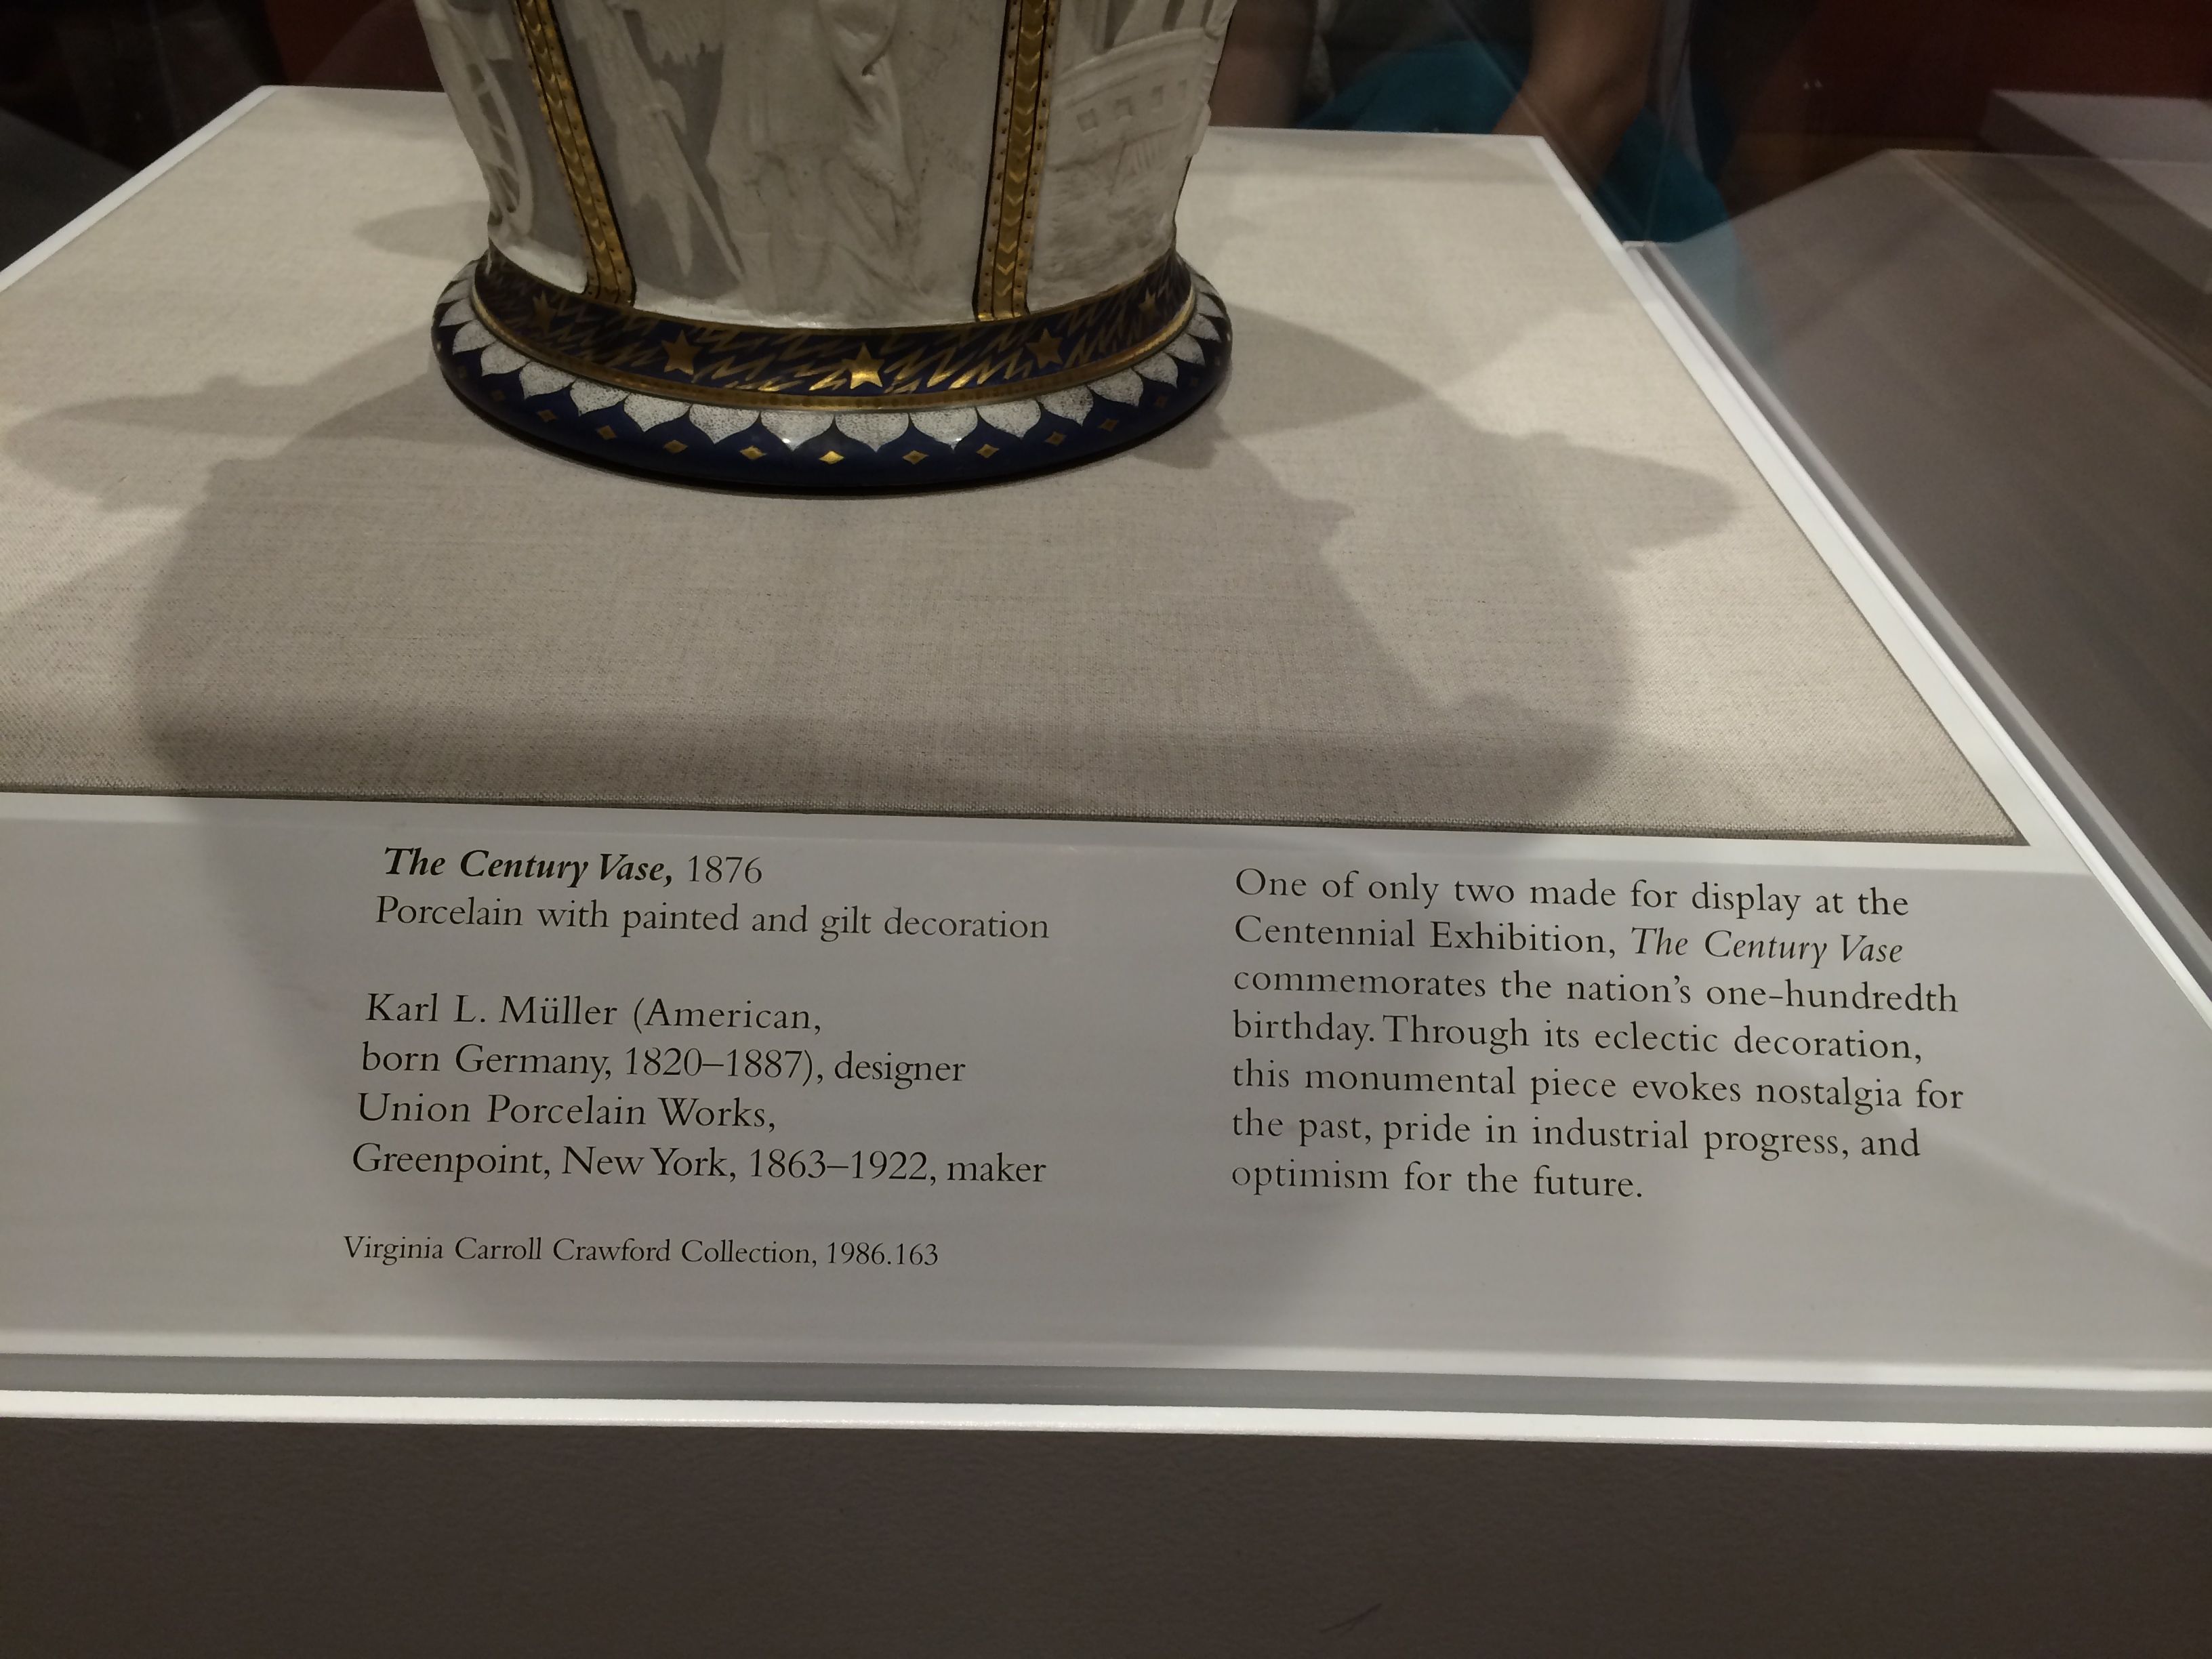 The Century Vase, 1876
Porcelain with painted and gilt decoration
Karl L. Müller (American,
born Germany, 1820–1887), designer
Union Porcelain Works,
Greenpoint, New York, 1863–1922, maker
Virginia Carroll Crawford Collection, 1986.163
One of only two made for display at the
Centennial Exhibition, The Century Vase
commemorates the nation's one-hundredth
birthday. Through its eclectic decoration,
this monumental piece evokes nostalgia for
the past, pride in industrial progress, and
optimism for the future.